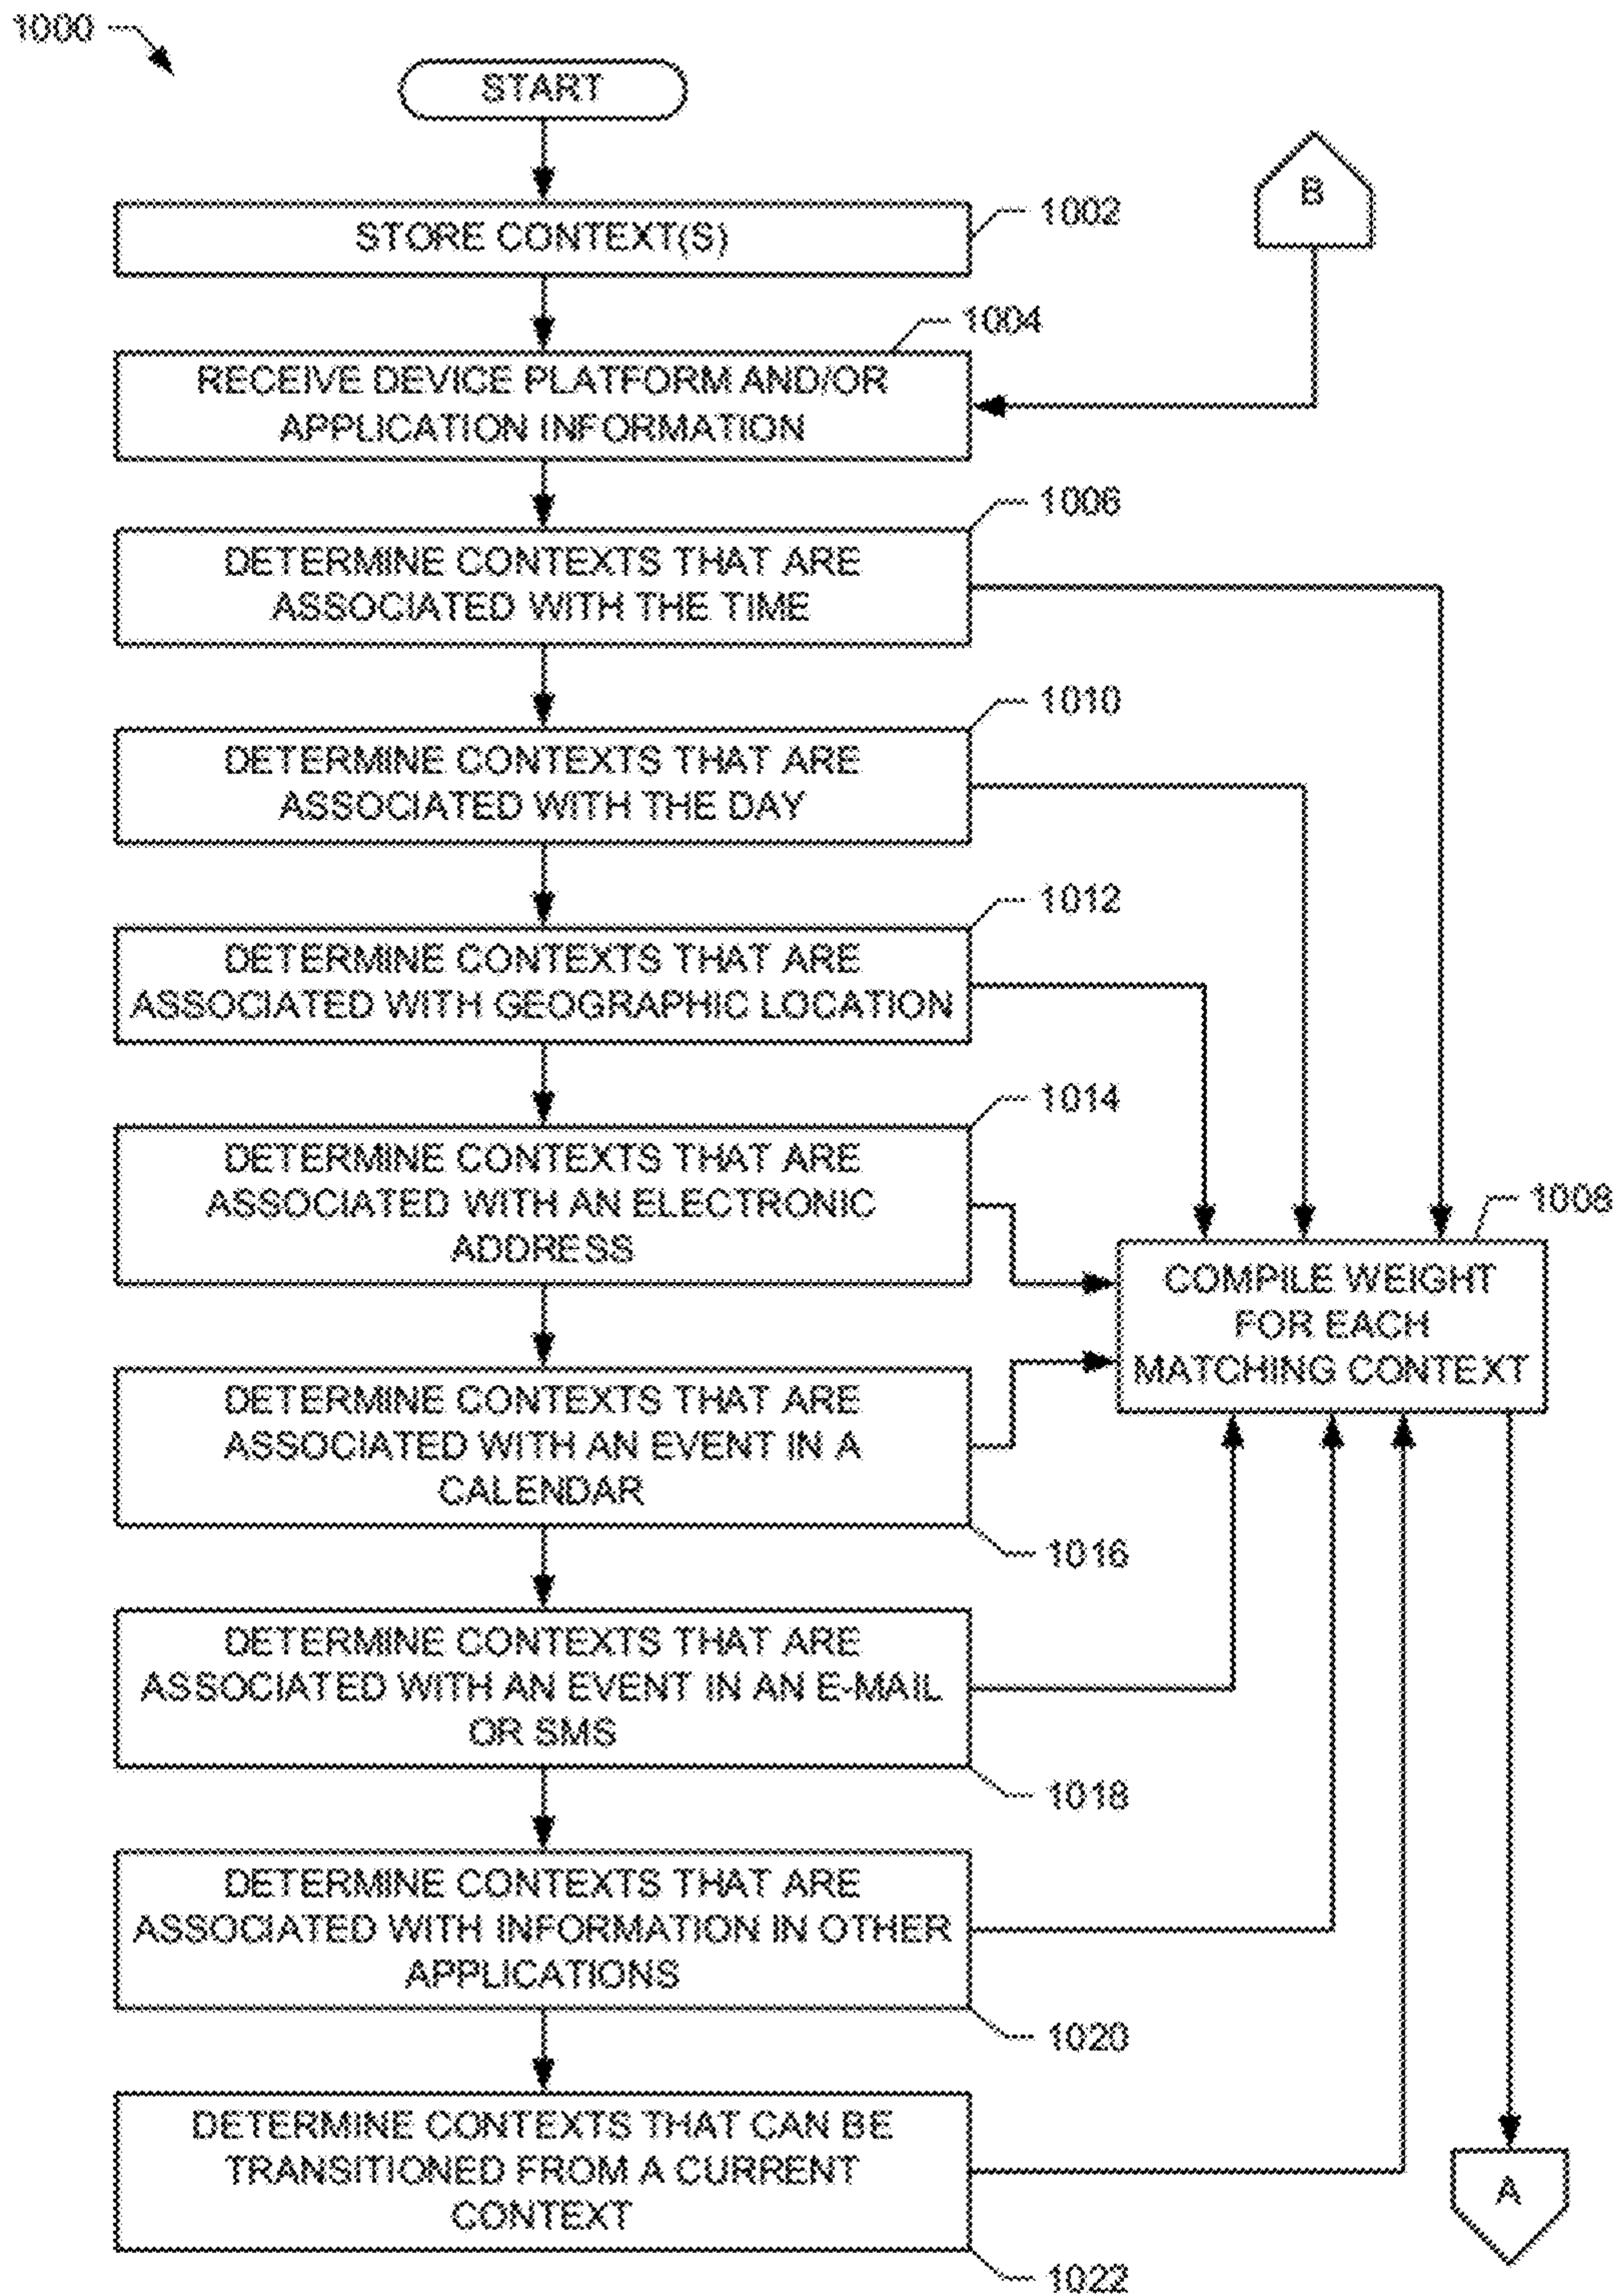 1000
START
B
STORE CONTEXT(S)
1002
1004
RECEIVE DEVICE PLATFORM AND/OR
APPLICATION INFORMATION
1006
DETERMINE CONTEXTS THAT ARE
ASSOCIATED WITH THE TIME
1010
DETERMINE CONTEXTS THAT ARE
ASSOCIATED WITH THE DAY
1012
DETERMINE CONTEXTS THAT ARE
ASSOCIATED WITH GEOGRAPHIC LOCATION
1014
DETERMINE CONTEXTS THAT ARE
ASSOCIATED WITH AN ELECTRONIC
ADDRESS
1008
COMPILE WEIGHT
FOR EACH
MATCHING CONTEXT
DETERMINE CONTEXTS THAT ARE
ASSOCIATED WITH AN EVENT IN A
CALENDAR
1016
DETERMINE CONTEXTS THAT ARE
ASSOCIATED WITH AN EVENT IN AN E-MAIL
OR SMS
1018
DETERMINE CONTEXTS THAT ARE
ASSOCIATED WITH INFORMATION IN OTHER
APPLICATIONS
1020
DETERMINE CONTEXTS THAT CAN BE
TRANSITIONED FROM A CURRENT
CONTEXT
1022
A